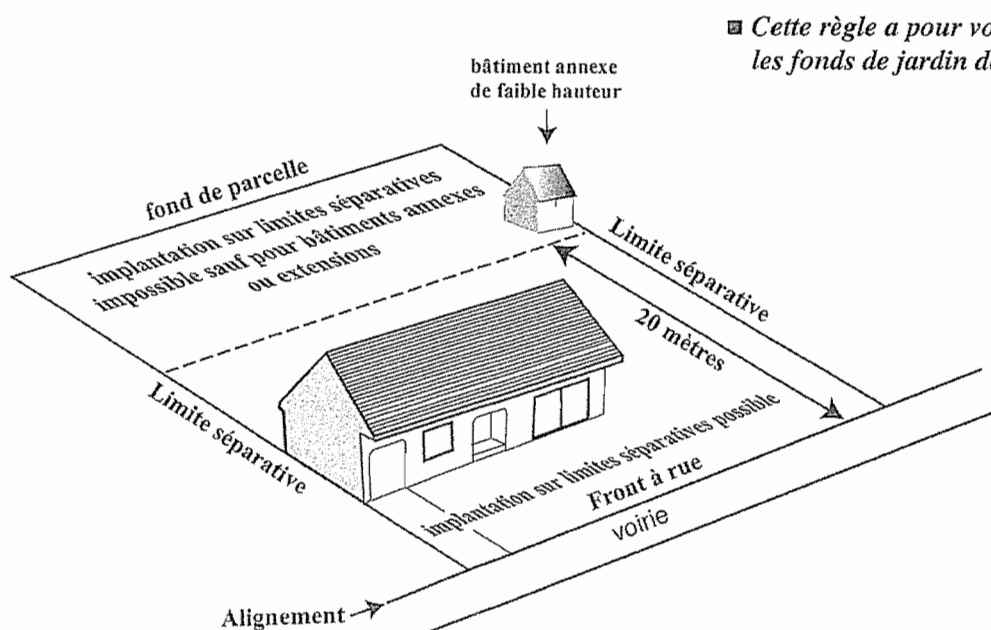 ■ Cette règle a pour vo
les fonds de jardin d
bâtiment annexe
de faible hauteur
fond de parcelle
implantation sur limites séparatives
impossible sauf pour bâtiments annexes
ou extensions
Limite séparative
20 mètres
Limite séparative
implantation sur limites séparatives possible
Front à rue
voirie
Alignement